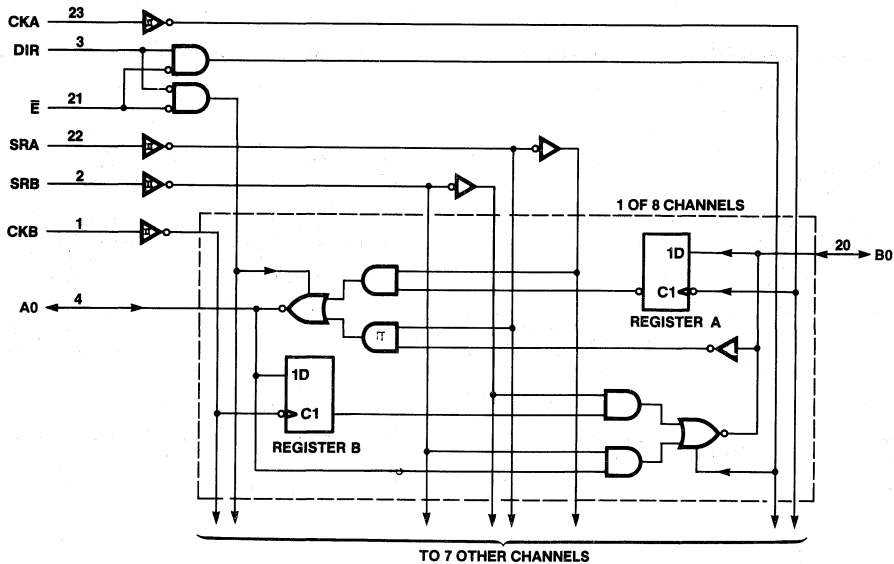 CKA 23
DIR 3
E̅ 21
SRA 22
SRB 2
1 OF 8 CHANNELS
CKB 1
1D
20 B0
C1
A0 4
REGISTER A
1D
C1
REGISTER B
TO 7 OTHER CHANNELS